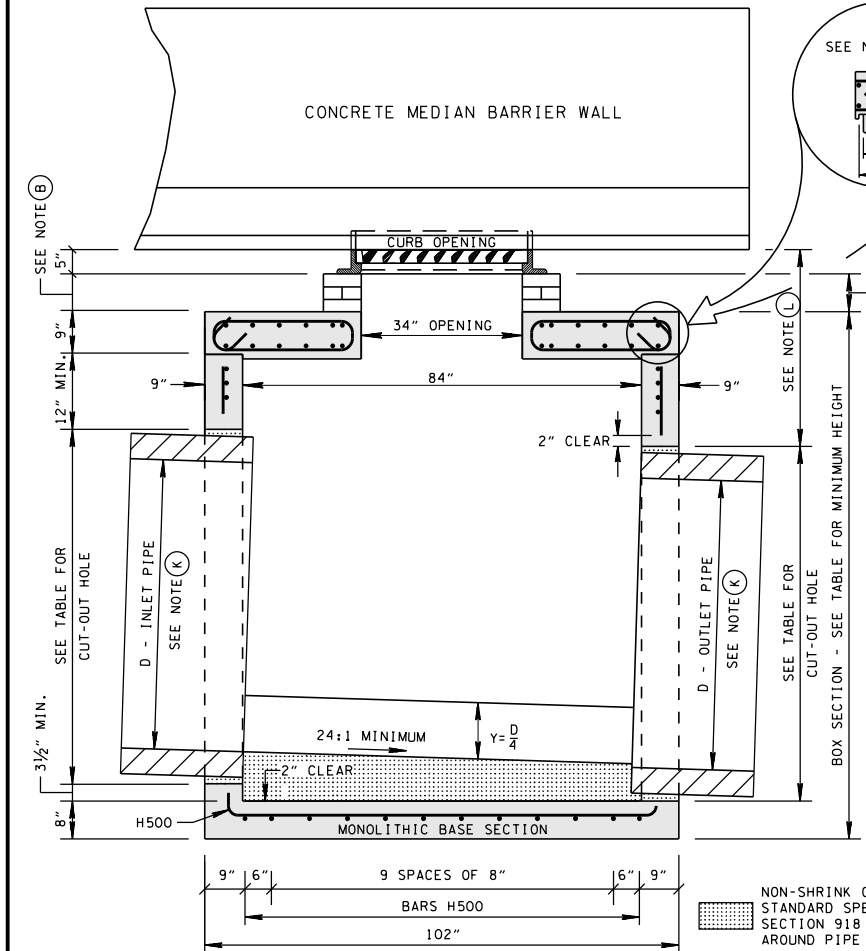 SEE N
CONCRETE MEDIAN BARRIER WALL
SEE NOTE B
5"
CURB OPENING
9"
34" OPENING
SEE NOTE L
12" MIN.
9"
84"
9"
2" CLEAR
SEE TABLE FOR
CUT-OUT HOLE
D - INLET PIPE
SEE NOTE K
D - OUTLET PIPE
SEE NOTE K
SEE TABLE FOR
CUT-OUT HOLE
BOX SECTION - SEE TABLE FOR MINIMUM HEIGHT
24:1 MINIMUM
Y=D/4
3½" MIN.
2" CLEAR
8"
H500
MONOLITHIC BASE SECTION
9" 6" 9 SPACES OF 8" 6" 9"
BARS H500
102"
NON-SHRINK
STANDARD SPE
SECTION 918
AROUND PIPE